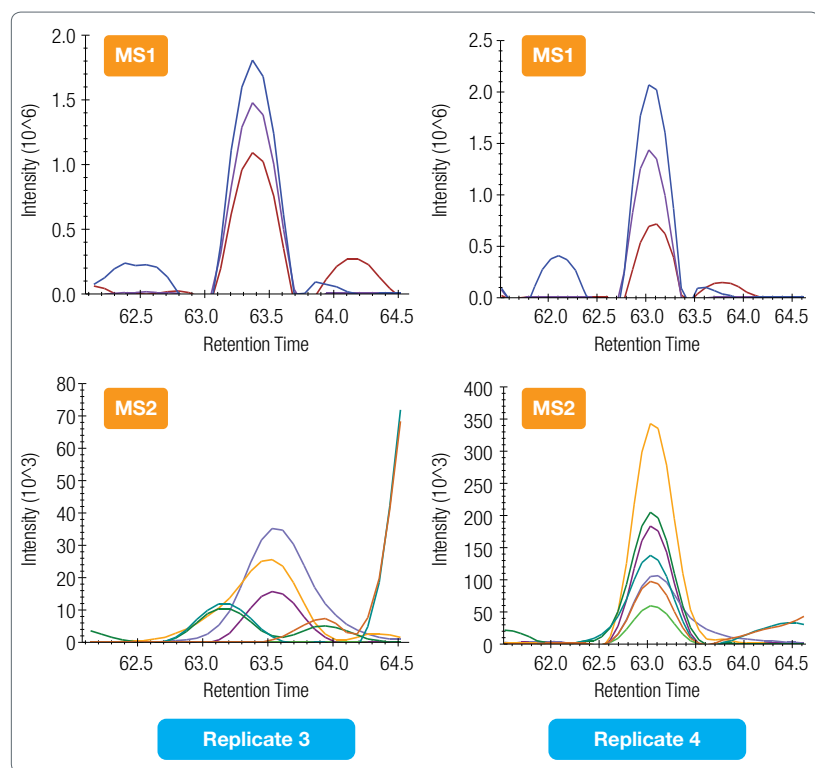 MS1
Intensity (10^6)
2.0
1.5
1.0
0.5
0.0
62.5 63.0 63.5 64.0 64.5
Retention Time
MS1
Intensity (10^6)
2.5
2.0
1.5
1.0
0.5
0.0
62.0 62.5 63.0 63.5 64.0 64.5
Retention Time
MS2
Intensity (10^3)
80
70
60
50
40
30
20
10
0
62.5 63.0 63.5 64.0 64.5
Retention Time
MS2
Intensity (10^3)
400
350
300
250
200
150
100
50
0
62.0 62.5 63.0 63.5 64.0 64.5
Retention Time
Replicate 3
Replicate 4